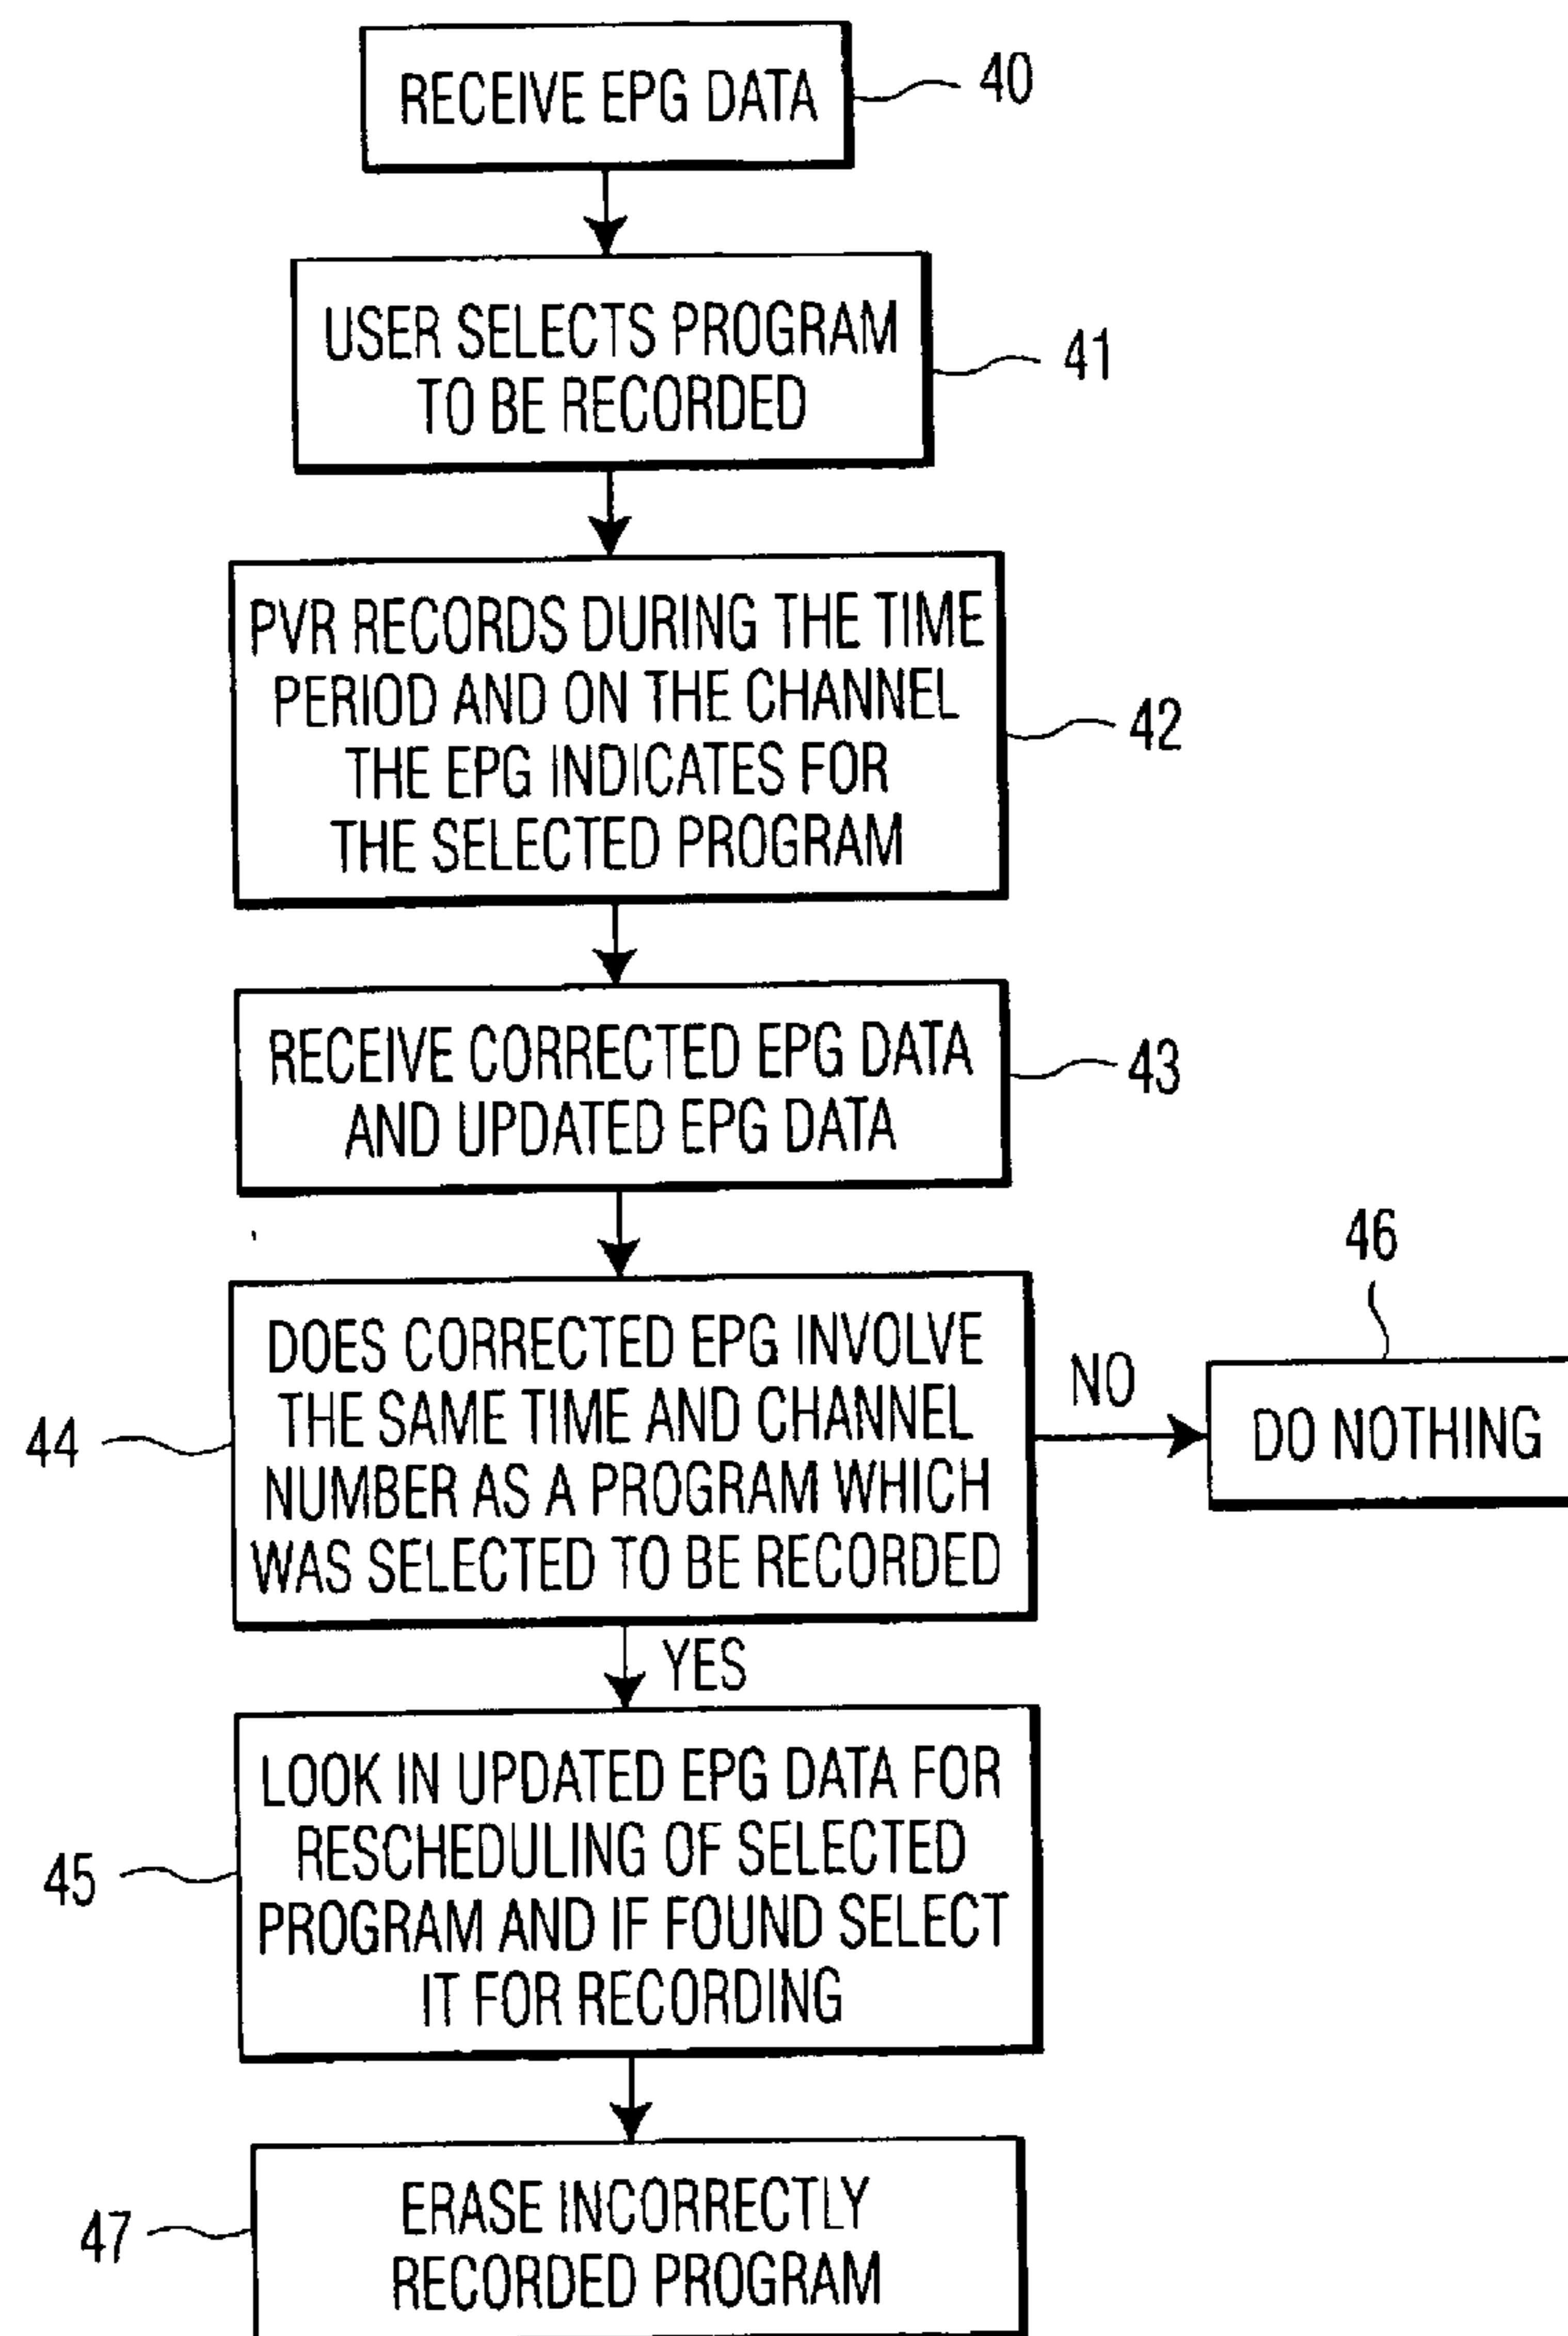 RECEIVE EPG DATA
40
USER SELECTS PROGRAM
TO BE RECORDED
41
PVR RECORDS DURING THE TIME
PERIOD AND ON THE CHANNEL
THE EPG INDICATES FOR
THE SELECTED PROGRAM
42
RECEIVE CORRECTED EPG DATA
AND UPDATED EPG DATA
43
44
DOES CORRECTED EPG INVOLVE
THE SAME TIME AND CHANNEL
NUMBER AS A PROGRAM WHICH
WAS SELECTED TO BE RECORDED
NO
46
DO NOTHING
YES
45
LOOK IN UPDATED EPG DATA FOR
RESCHEDULING OF SELECTED
PROGRAM AND IF FOUND SELECT
IT FOR RECORDING
47
ERASE INCORRECTLY
RECORDED PROGRAM